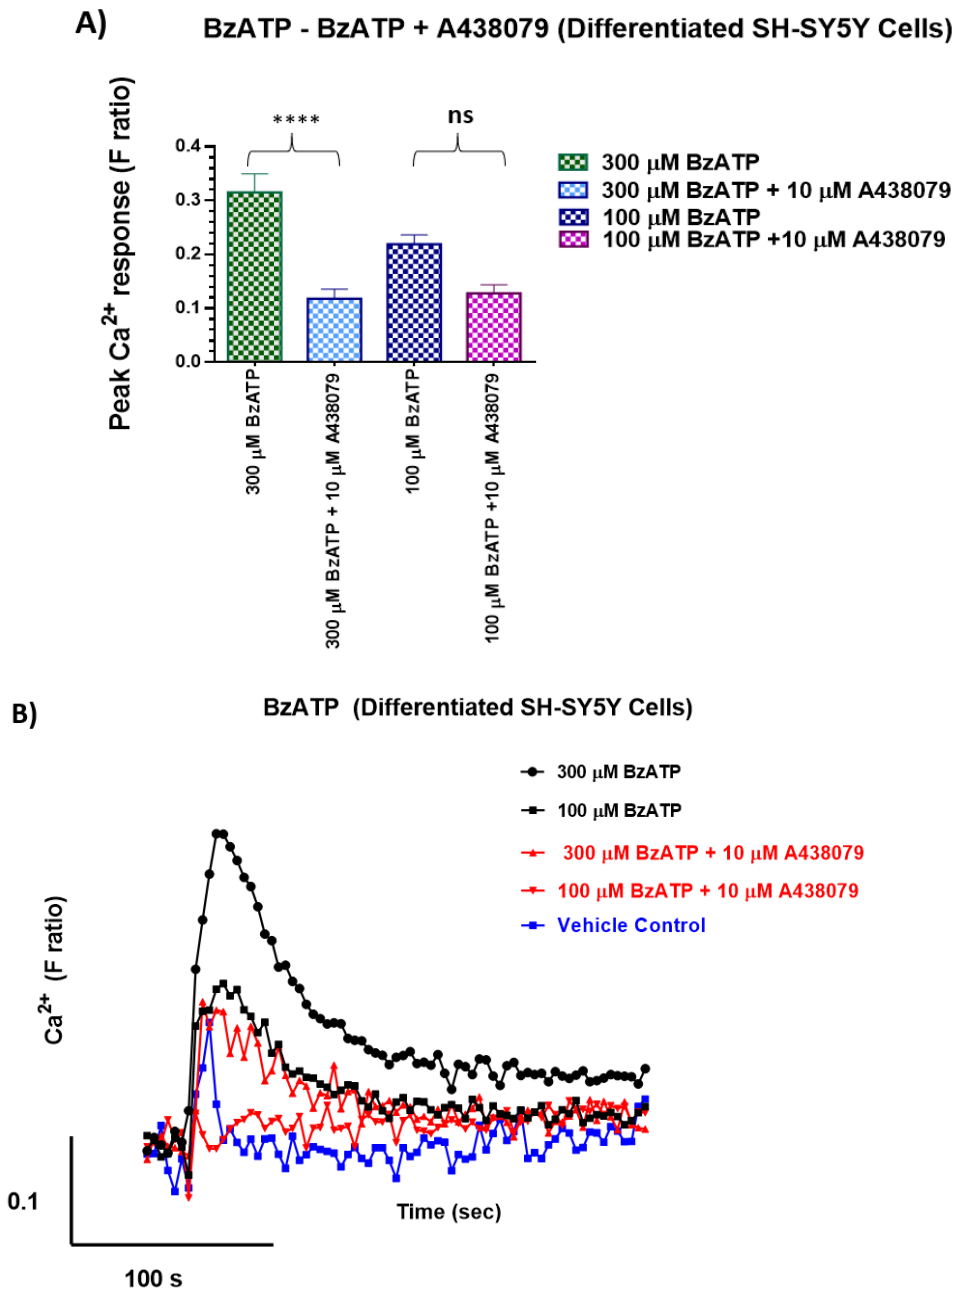 A)
BzATP - BzATP + A438079 (Differentiated SH-SY5Y Cells)
Peak Ca2+ response (F ratio)
0.4
0.3
0.2
0.1
0.0
****
ns
300 μM BzATP
300 μM BzATP + 10 μM A438079
100 μM BzATP
100 μM BzATP +10 μM A438079
300 μM BzATP
300 μM BzATP + 10 μM A438079
100 μM BzATP
100 μM BzATP +10 μM A438079
B)
BzATP (Differentiated SH-SY5Y Cells)
300 μM BzATP
100 μM BzATP
300 μM BzATP + 10 μM A438079
100 μM BzATP + 10 μM A438079
Vehicle Control
Ca2+ (F ratio)
0.1
Time (sec)
100 s